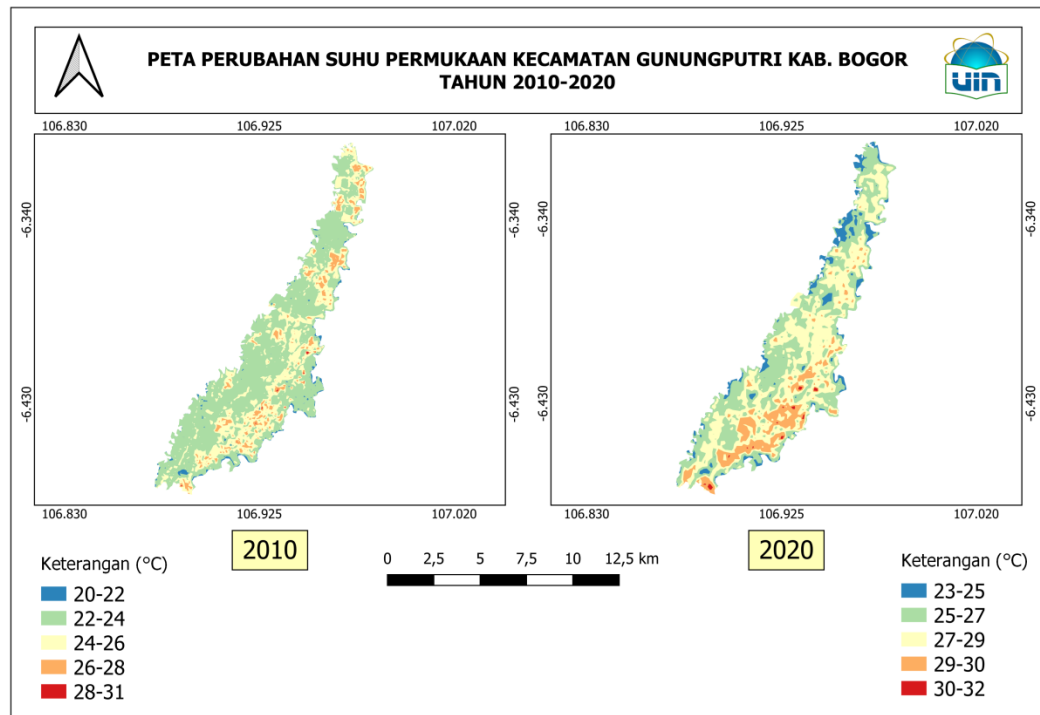 PETA PERUBAHAN SUHU PERMUKAAN KECAMATAN GUNUNGPUTRI KAB. BOGOR
TAHUN 2010-2020
uin
106.830 106.925 107.020
106.830 106.925 107.020
-6.340 -6.340
-6.430 -6.430
106.830 106.925 107.020
-6.340 -6.340
-6.430 -6.430
106.830 106.925 107.020
2010
2020
Keterangan (°C)
20-22
22-24
24-26
26-28
28-31
0 2,5 5 7,5 10 12,5 km
Keterangan (°C)
23-25
25-27
27-29
29-30
30-32